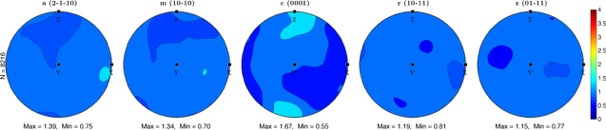 a (2-1-10) m (10-10) c (0001) r (10-11) z (01-11)
N = 8216
Z Z Z Z Z
Y X Y X Y X Y X Y X
4
3.5
3
2.5
2
1.5
1
0.5
0
Max = 1.39, Min = 0.75 Max = 1.34, Min = 0.70 Max = 1.67, Min = 0.55 Max = 1.19, Min = 0.81 Max = 1.15, Min = 0.77